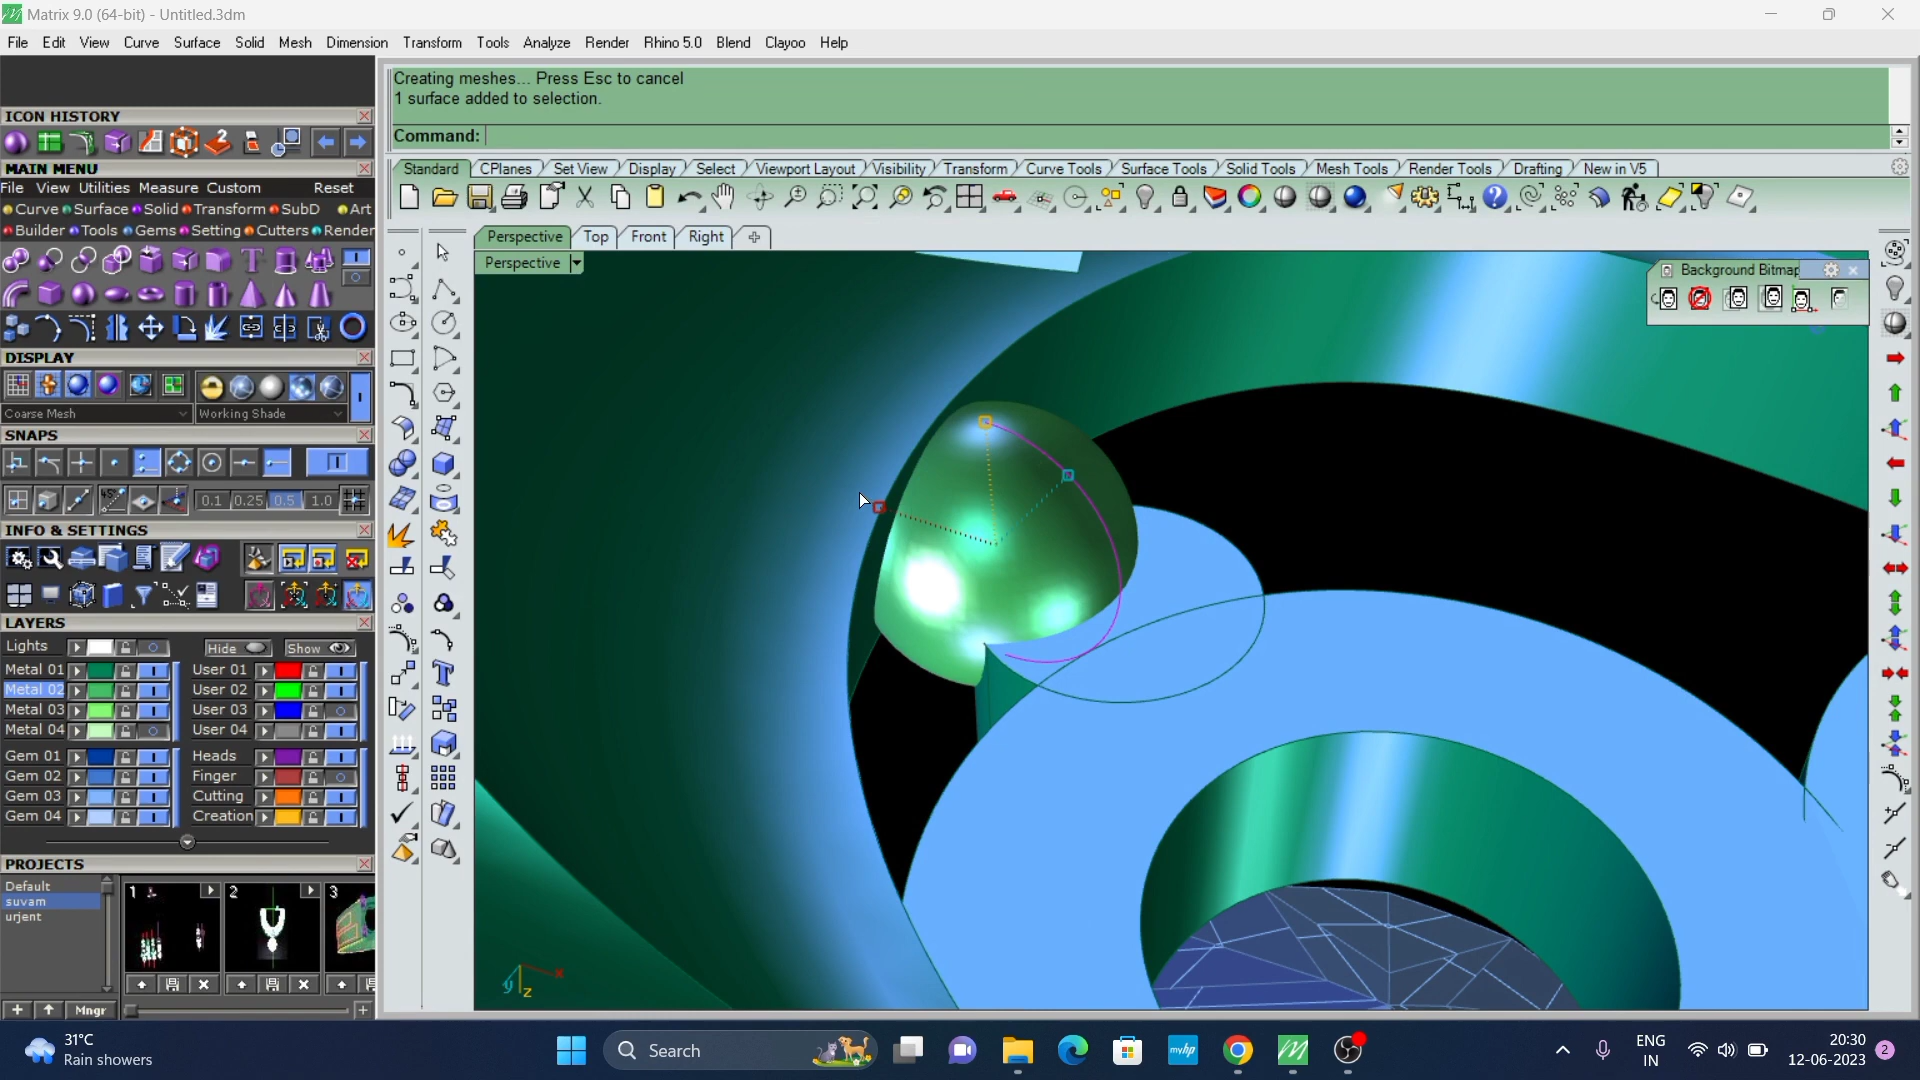 Matrix 9.0 (64-bit) - Untitled.3dm
File Edit View Curve Surface Solid Mesh Dimension Transform Tools Analyze Render Rhino 5.0 Blend Clayoo Help
Creating meshes... Press Esc to cancel
1 surface added to selection.
Command:
ICON HISTORY
MAIN MENU
File View Utilities Measure Custom Reset
Curve Surface Solid Transform SubD Art
Builder Tools Gems Setting Cutters Render
Standard CPlanes Set View Display Select Viewport Layout Visibility Transform Curve Tools Surface Tools Solid Tools Mesh Tools Render Tools Drafting New in V5
Perspective Top Front Right
Perspective
Background Bitmap
DISPLAY
Coarse Mesh Working Shade
SNAPS
0.1 0.25 0.5 1.0
INFO & SETTINGS
LAYERS
Lights Hide Show
Metal 01 User 01
Metal 02 User 02
Metal 03 User 03
Metal 04 User 04
Gem 01 Heads
Gem 02 Finger
Gem 03 Cutting
Gem 04 Creation
PROJECTS
Default
suvam
urjent
1 2 3
Mngr
x
y z
31°C
Rain showers
Search
myhp
ENG
IN
20:30
12-06-2023
2